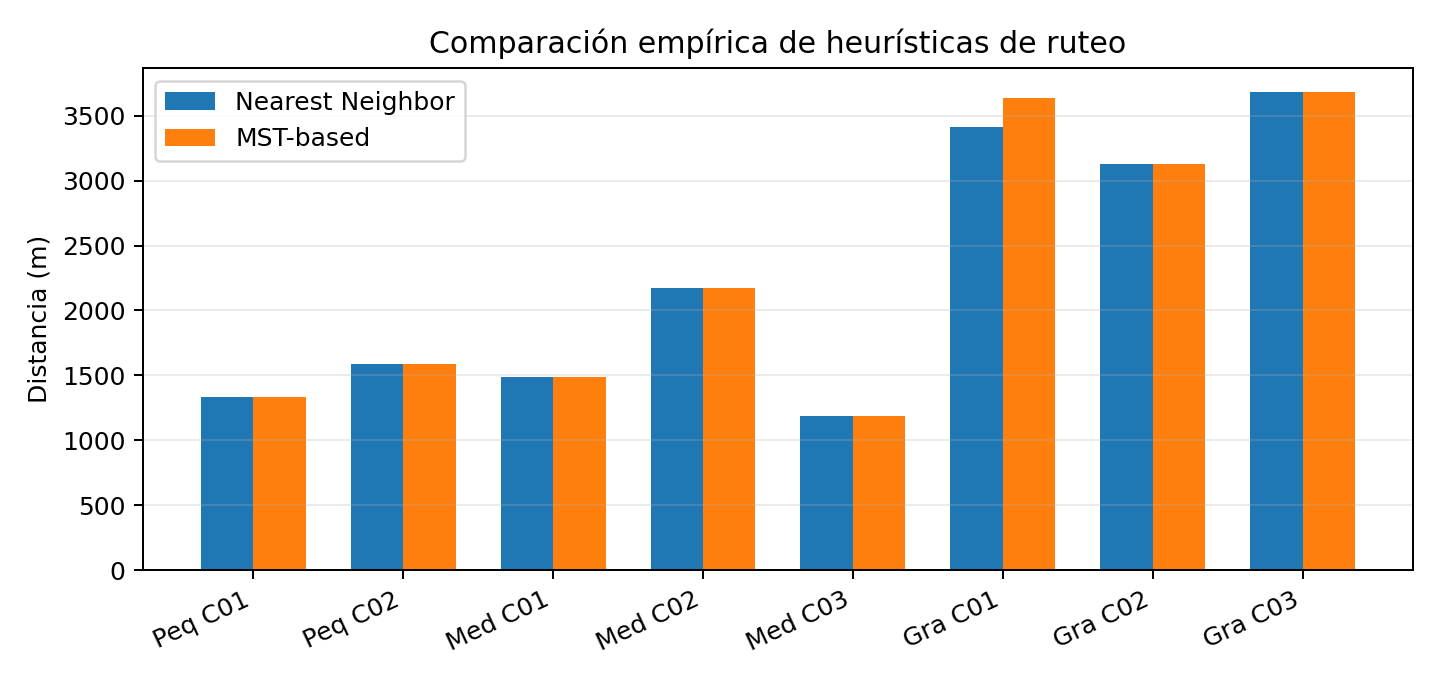 Comparación empírica de heurísticas de ruteo
Nearest Neighbor
MST-based
Distancia (m)
3500
3000
2500
2000
1500
1000
500
0
Peq C01
Peq C02
Med C01
Med C02
Med C03
Gra C01
Gra C02
Gra C03